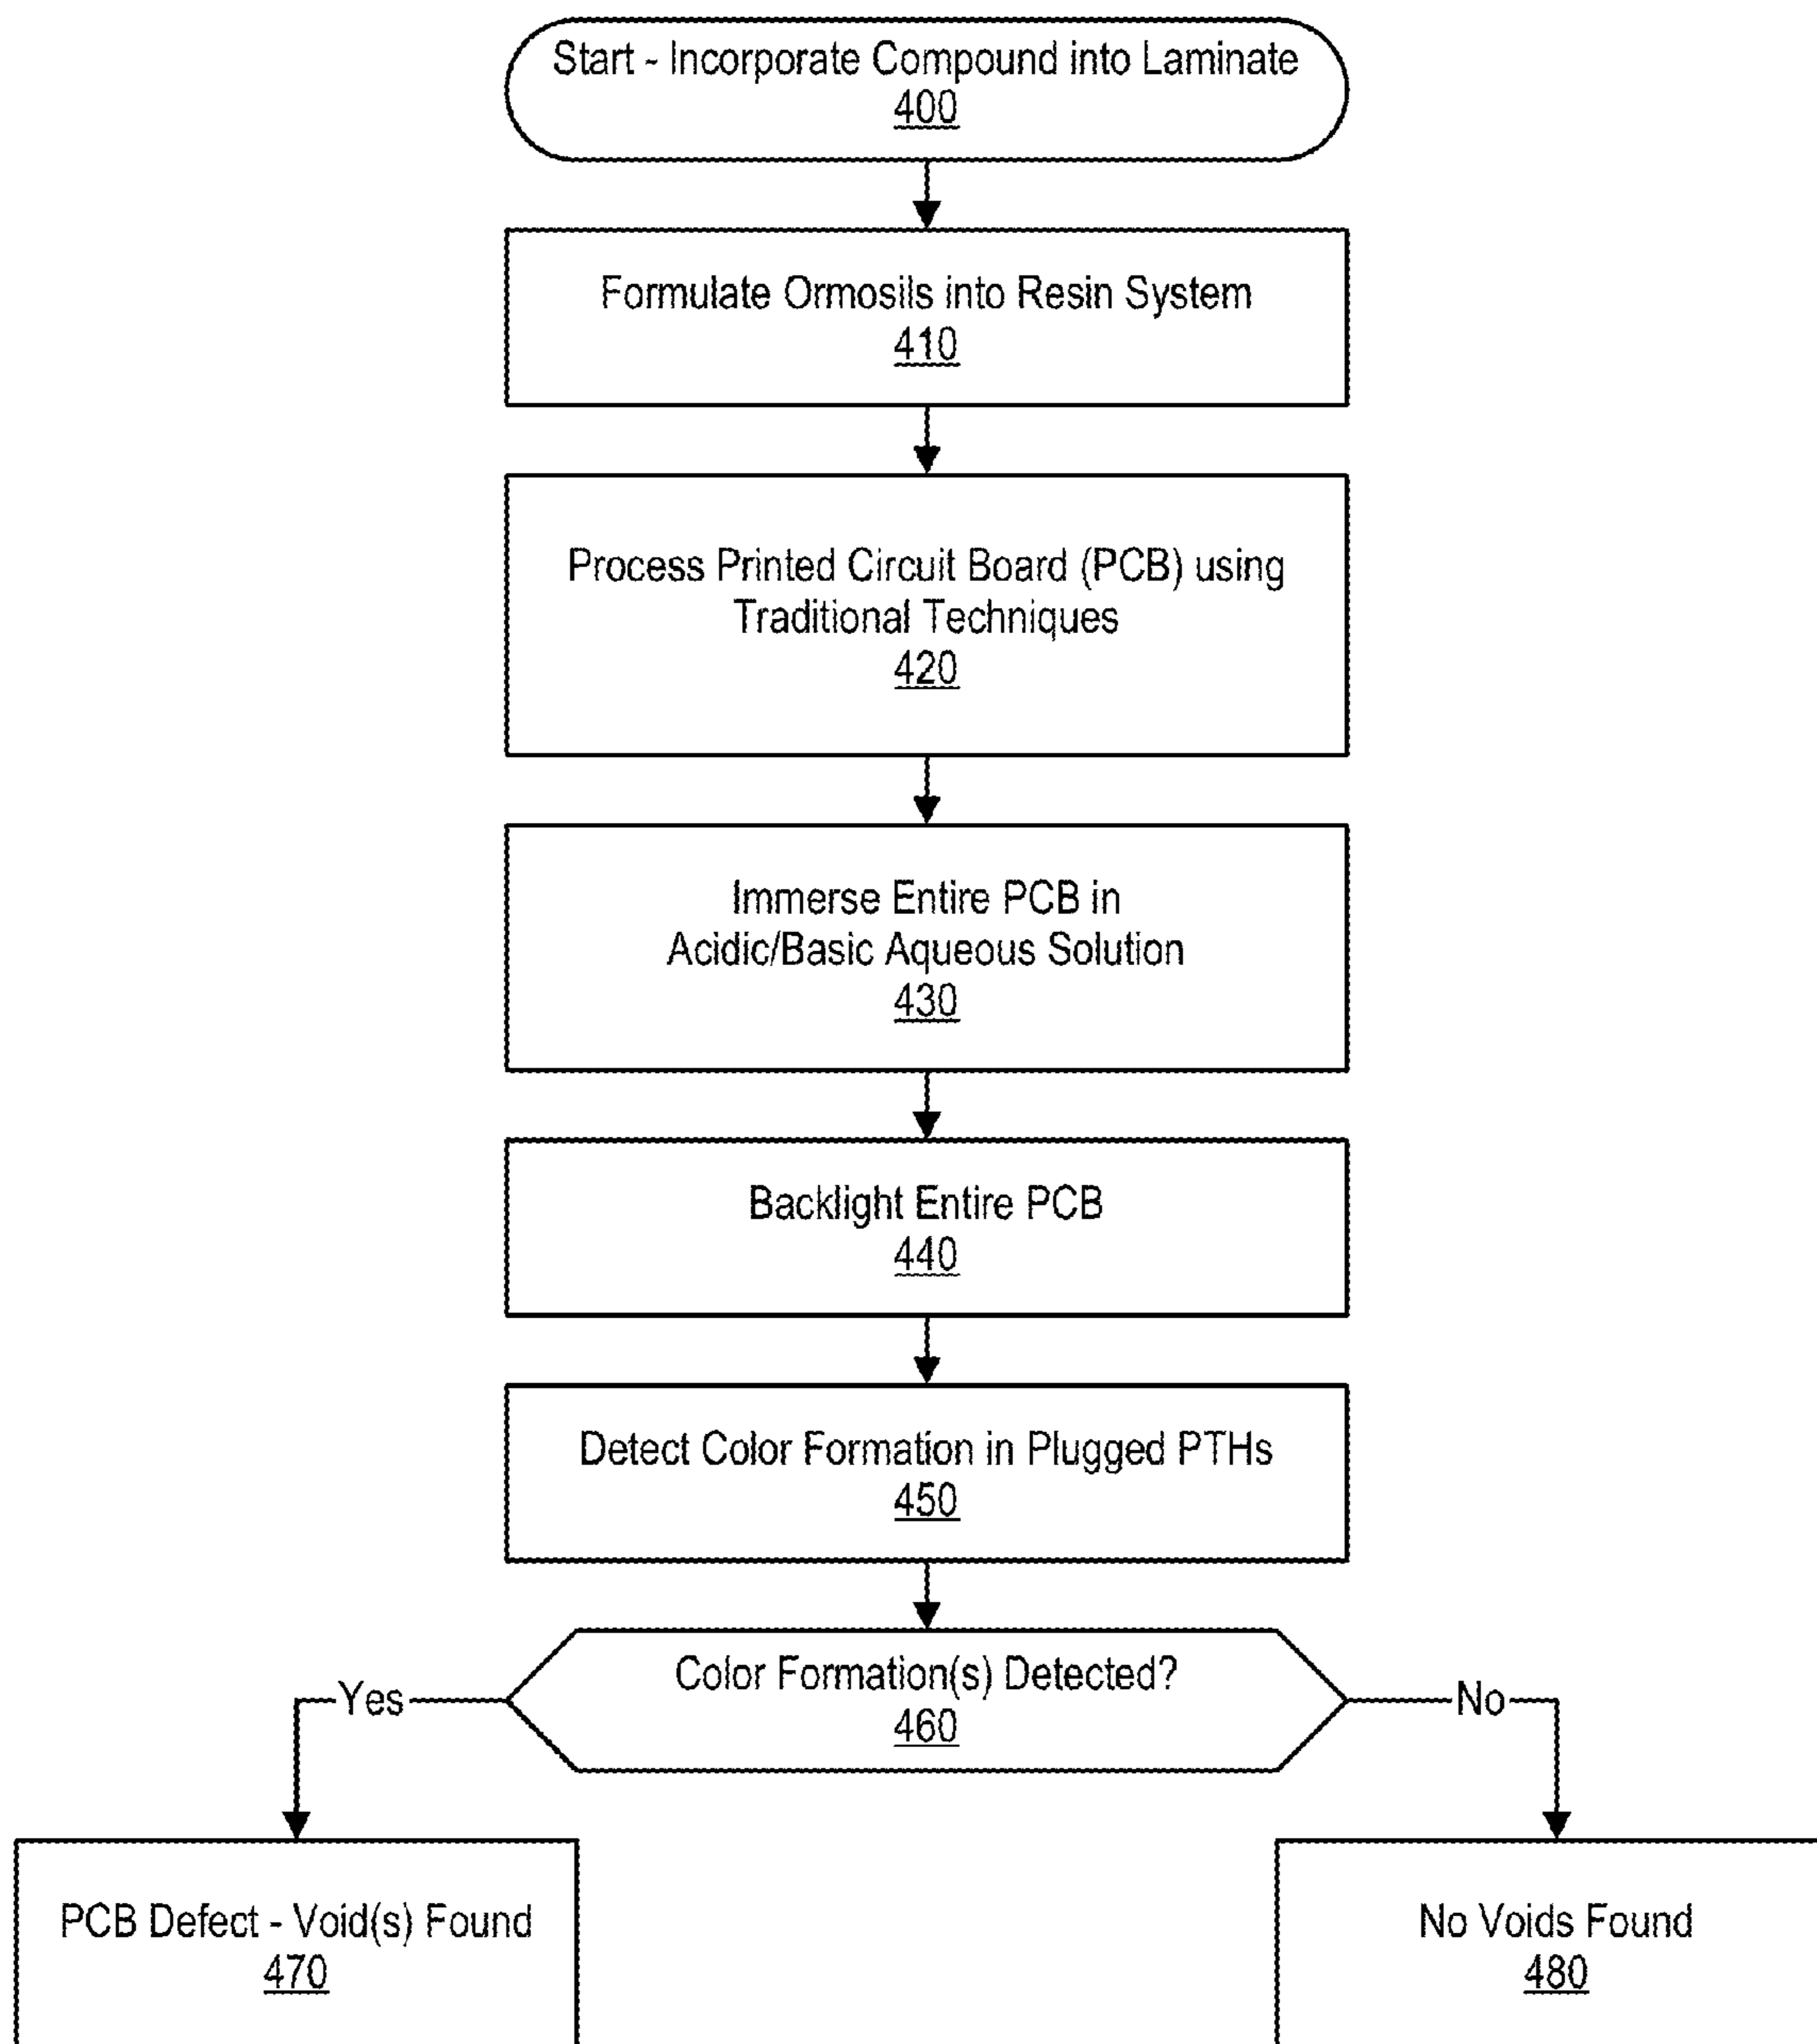 Start - Incorporate Compound into Laminate
400
Formulate Ormosils into Resin System
410
Process Printed Circuit Board (PCB) using
Traditional Techniques
420
Immerse Entire PCB in
Acidic/Basic Aqueous Solution
430
Backlight Entire PCB
440
Detect Color Formation in Plugged PTHs
450
Color Formation(s) Detected?
460
Yes
No
PCB Defect - Void(s) Found
470
No Voids Found
480